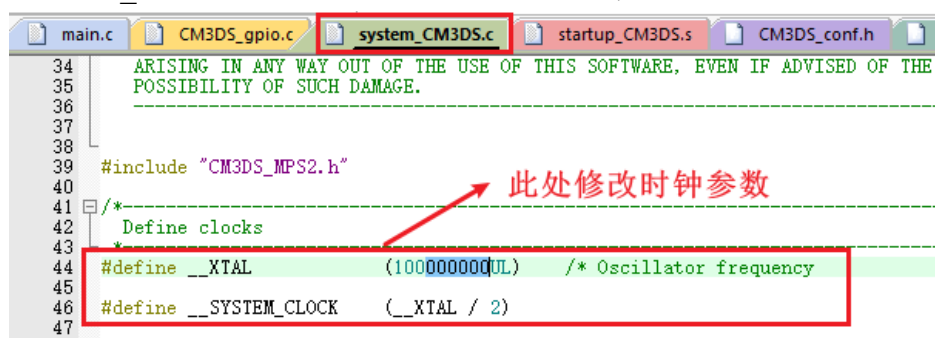 main.c CM3DS_gpio.c system_CM3DS.c startup_CM3DS.s CM3DS_conf.h
34 ARISING IN ANY WAY OUT OF THE USE OF THIS SOFTWARE, EVEN IF ADVISED OF THE
35 POSSIBILITY OF SUCH DAMAGE.
36 ----------------------------------------------------------------
37
38
39 #include "CM3DS_MPS2.h"
40
此处修改时钟参数
41 /*----------------------------------------------------------------
42 Define clocks
43 *----------------------------------------------------------------
44 #define __XTAL (100000000UL) /* Oscillator frequency
45
46 #define __SYSTEM_CLOCK (__XTAL / 2)
47